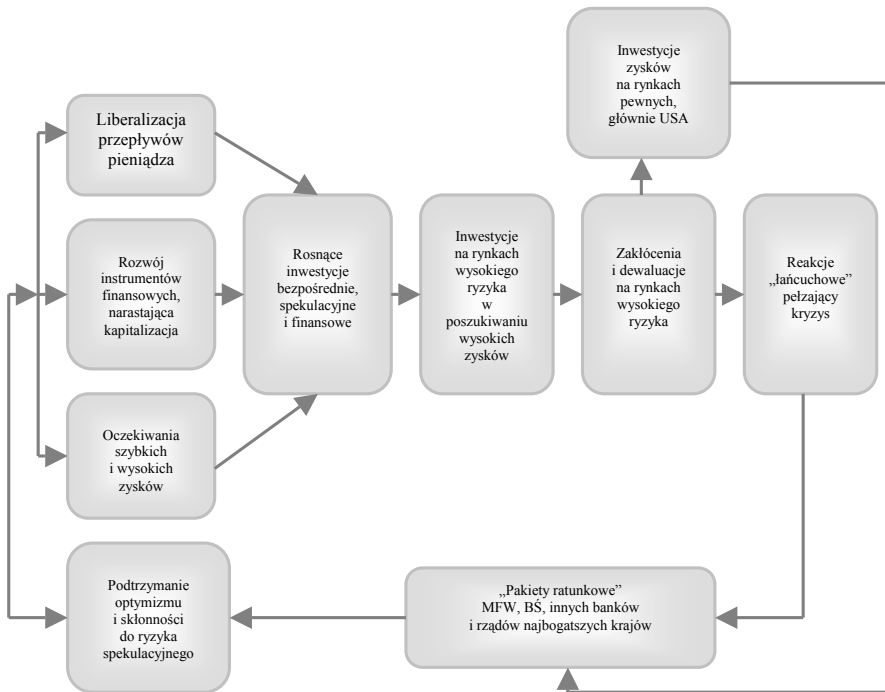 Inwestycje
zysków
na rynkach
pewnych,
głównie USA
Liberalizacja
przepływów
pieniądza
Rozwój
instrumentów
finansowych,
narastająca
kapitalizacja
Oczekiwania
szybkich
i wysokich
zysków
Rosnące
inwestycje
bezpośrednie,
spekulacyjne
i finansowe
Inwestycje
na rynkach
wysokiego
ryzyka
w
poszukiwaniu
wysokich
zysków
Zakłócenia
i dewaluacje
na rynkach
wysokiego
ryzyka
Reakcje
„łańcuchowe”
pełzający
kryzys
Podtrzymanie
optymizmu
i skłonności
do ryzyka
spekulacyjnego
„Pakiety ratunkowe”
MFW, BŚ, innych banków
i rządów najbogatszych krajów